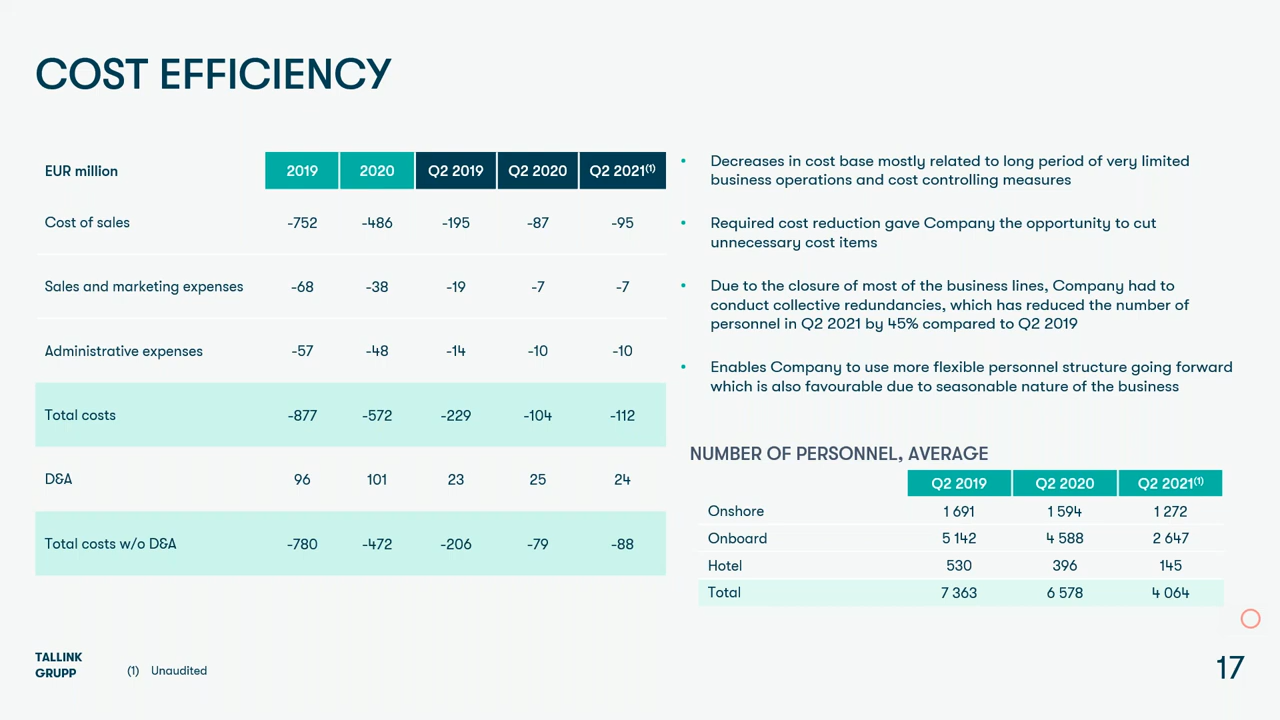 COST EFFICIENCY
EUR million 2019 2020 Q2 2019 Q2 2020 Q2 2021(1)
Cost of sales -752 -486 -195 -87 -95
Sales and marketing expenses -68 -38 -19 -7 -7
Administrative expenses -57 -48 -14 -10 -10
Total costs -877 -572 -229 -104 -112
D&A 96 101 23 25 24
Total costs w/o D&A -780 -472 -206 -79 -88
• Decreases in cost base mostly related to long period of very limited
business operations and cost controlling measures
• Required cost reduction gave Company the opportunity to cut
unnecessary cost items
• Due to the closure of most of the business lines, Company had to
conduct collective redundancies, which has reduced the number of
personnel in Q2 2021 by 45% compared to Q2 2019
• Enables Company to use more flexible personnel structure going forward
which is also favourable due to seasonable nature of the business
NUMBER OF PERSONNEL, AVERAGE
Q2 2019 Q2 2020 Q2 2021(1)
Onshore 1 691 1 594 1 272
Onboard 5 142 4 588 2 647
Hotel 530 396 145
Total 7 363 6 578 4 064
TALLINK
GRUPP
(1) Unaudited
17